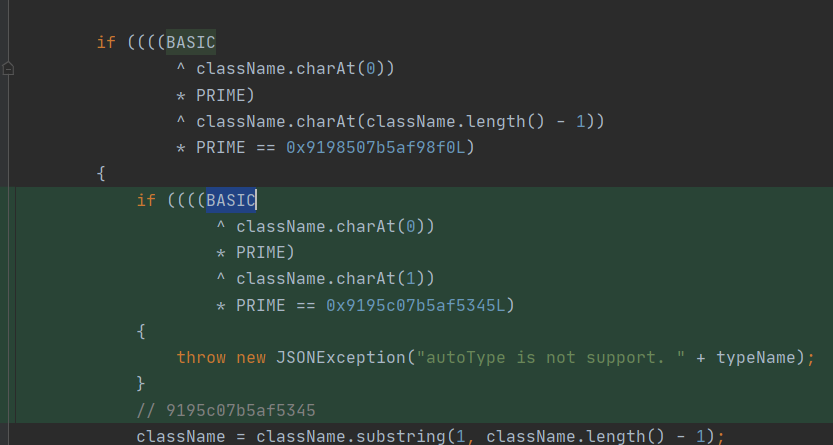 if ((((BASIC
^ className.charAt(0))
* PRIME)
^ className.charAt(className.length() - 1))
* PRIME == 0x9198507b5af98f0L)
{
if ((((BASIC
^ className.charAt(0))
* PRIME)
^ className.charAt(1))
* PRIME == 0x9195c07b5af5345L)
{
throw new JSONException("autoType is not support. " + typeName);
}
// 9195c07b5af5345
className = className.substring(1, className.length() - 1);